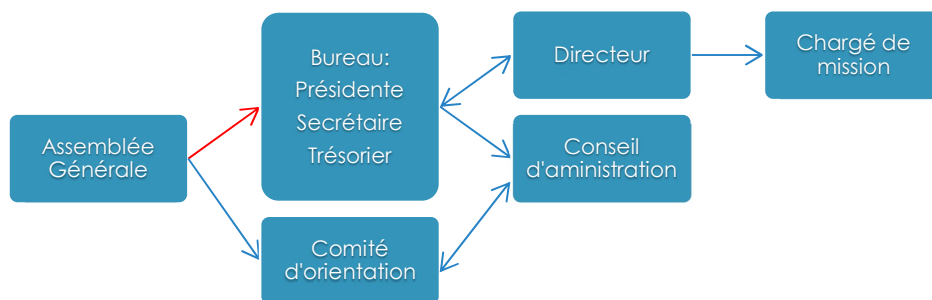 Assemblée
Générale
Bureau:
Présidente
Secrétaire
Trésorier
Comité
d'orientation
Directeur
Conseil
d'aministration
Chargé de
mission